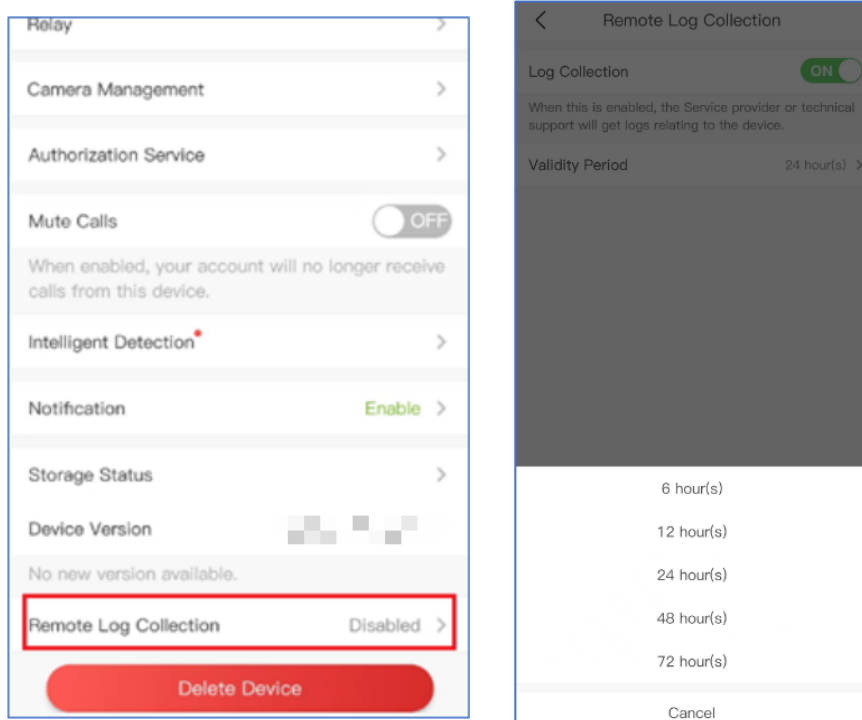 Relay
Camera Management
Authorization Service
Mute Calls OFF
When enabled, your account will no longer receive
calls from this device.
Intelligent Detection
Notification Enable
Storage Status
Device Version
No new version available.
Remote Log Collection Disabled
Delete Device
Remote Log Collection
Log Collection ON
When this is enabled, the Service provider or technical
support will get logs relating to the device.
Validity Period 24 hour(s)
6 hour(s)
12 hour(s)
24 hour(s)
48 hour(s)
72 hour(s)
Cancel